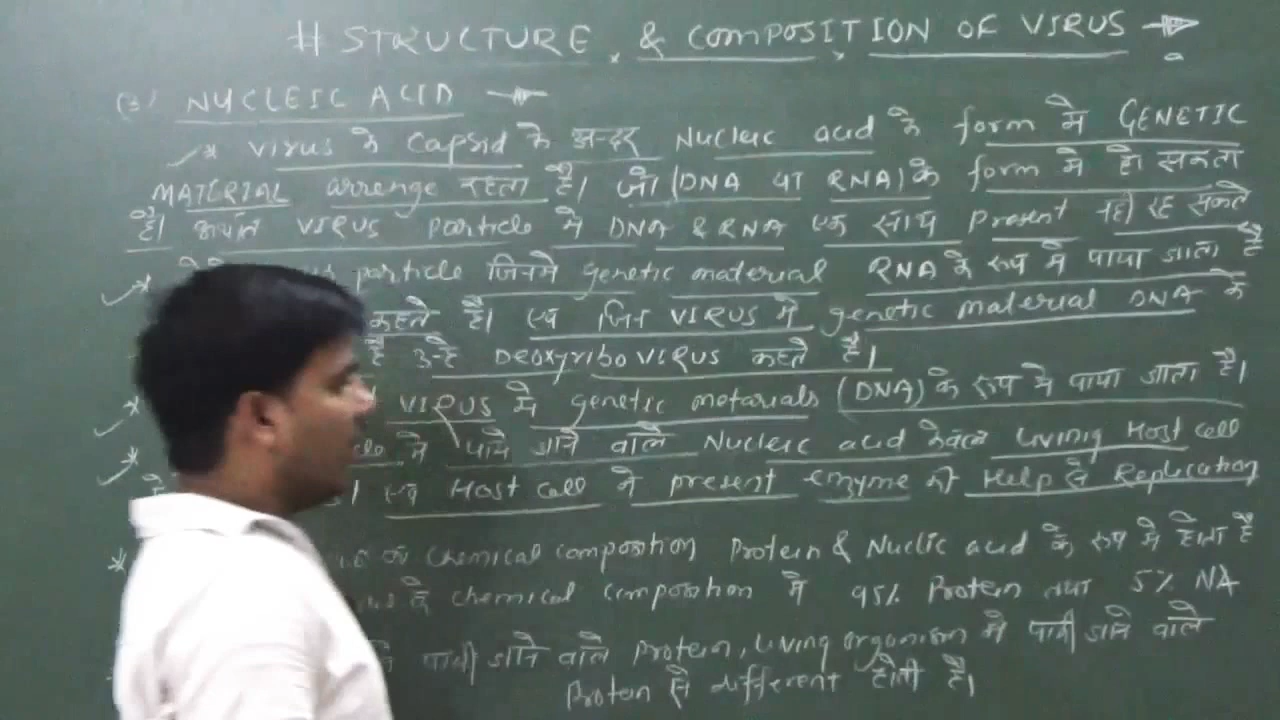 # STRUCTURE & COMPOSITION OF VIRUS →
(3) NUCLEIC ACID →
* Virus के Capsid के अन्दर Nucleic acid के form मे GENETIC
MATERIAL arrange रहता है। जो (DNA या RNA) के form मे हो सकता
है। अर्थात VIRUS Particle मे DNA & RNA एक साथ Present नही रह सकते
* particle जिनमे genetic material RNA के रूप मे पाया जाता है
कहते है। एवं जिन VIRUS मे genetic material DNA के
है उन्हे Deoxyribo VIRUS कहते है।
* VIRUS मे genetic metarials (DNA) के रूप मे पाया जाता है।
* मे पाये जाने वाले Nucleic acid केवल Living Host cell
। एवं Host cell मे present enzyme की Help से Replication
* chemical composition Protein & Nuclic acid के रूप मे होता है
के chemical composition मे 95% Protein तथा 5% NA
पायी जाने वाले protein, Living organism मे पायी जाने वाले
Protein से different होती है।